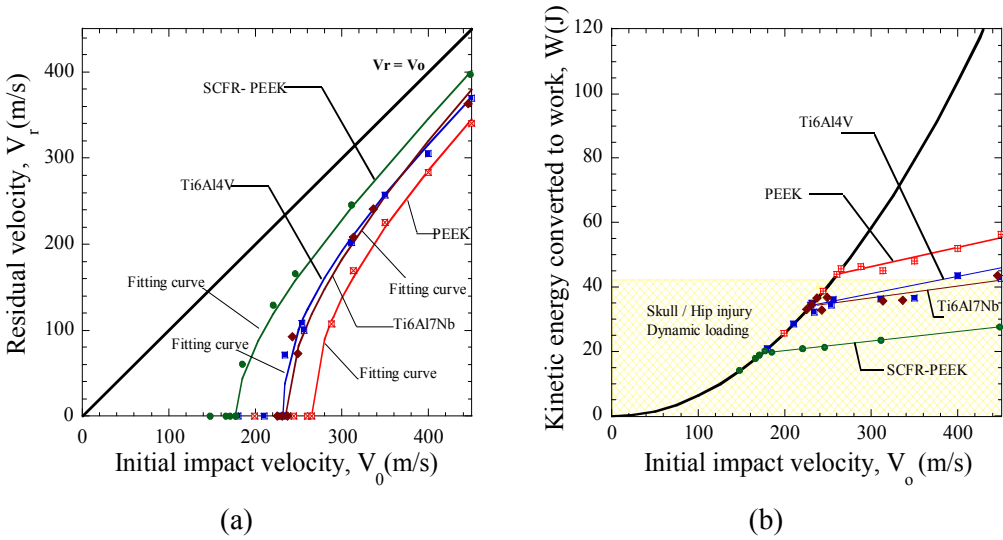 Residual velocity, Vr(m/s)
400
300
200
100
0
Vr = Vo
SCFR- PEEK
Ti6Al4V
PEEK
Fitting curve
Fitting curve
Ti6Al7Nb
Fitting curve
Fitting curve
0
100
200
300
400
Initial impact velocity, V0(m/s)
(a)
Kinetic energy converted to work, W(J)
120
100
80
60
40
20
0
Ti6Al4V
PEEK
Skull / Hip injury
Dynamic loading
Ti6Al7Nb
SCFR-PEEK
0
100
200
300
400
Initial impact velocity, Vo(m/s)
(b)